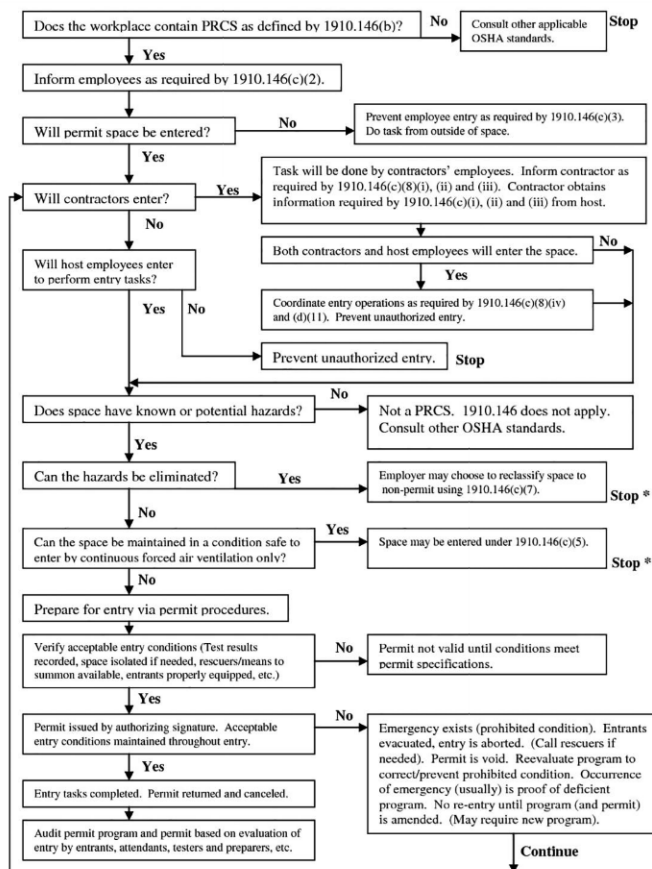 Does the workplace contain PRCS as defined by 1910.146(b)?
No
Consult other applicable
OSHA standards.
Stop
Yes
Inform employees as required by 1910.146(c)(2).
Will permit space be entered?
No
Prevent employee entry as required by 1910.146(c)(3).
Do task from outside of space.
Yes
Will contractors enter?
Yes
Task will be done by contractors' employees. Inform contractor as
required by 1910.146(c)(8)(i), (ii) and (iii). Contractor obtains
information required by 1910.146(c)(i), (ii) and (iii) from host.
No
Both contractors and host employees will enter the space.
No
Will host employees enter
to perform entry tasks?
Yes
Coordinate entry operations as required by 1910.146(c)(8)(iv)
and (d)(11). Prevent unauthorized entry.
Yes
No
Prevent unauthorized entry.
Stop
Does space have known or potential hazards?
No
Not a PRCS. 1910.146 does not apply.
Consult other OSHA standards.
Yes
Can the hazards be eliminated?
Yes
Employer may choose to reclassify space to
non-permit using 1910.146(c)(7).
Stop *
No
Can the space be maintained in a condition safe to
enter by continuous forced air ventilation only?
Yes
Space may be entered under 1910.146(c)(5).
Stop *
No
Prepare for entry via permit procedures.
Verify acceptable entry conditions (Test results
recorded, space isolated if needed, rescuers/means to
summon available, entrants properly equipped, etc.)
No
Permit not valid until conditions meet
permit specifications.
Yes
Permit issued by authorizing signature. Acceptable
entry conditions maintained throughout entry.
No
Emergency exists (prohibited condition). Entrants
evacuated, entry is aborted. (Call rescuers if
needed). Permit is void. Reevaluate program to
correct/prevent prohibited condition. Occurrence
of emergency (usually) is proof of deficient
program. No re-entry until program (and permit)
is amended. (May require new program).
Yes
Entry tasks completed. Permit returned and canceled.
Audit permit program and permit based on evaluation of
entry by entrants, attendants, testers and preparers, etc.
Continue